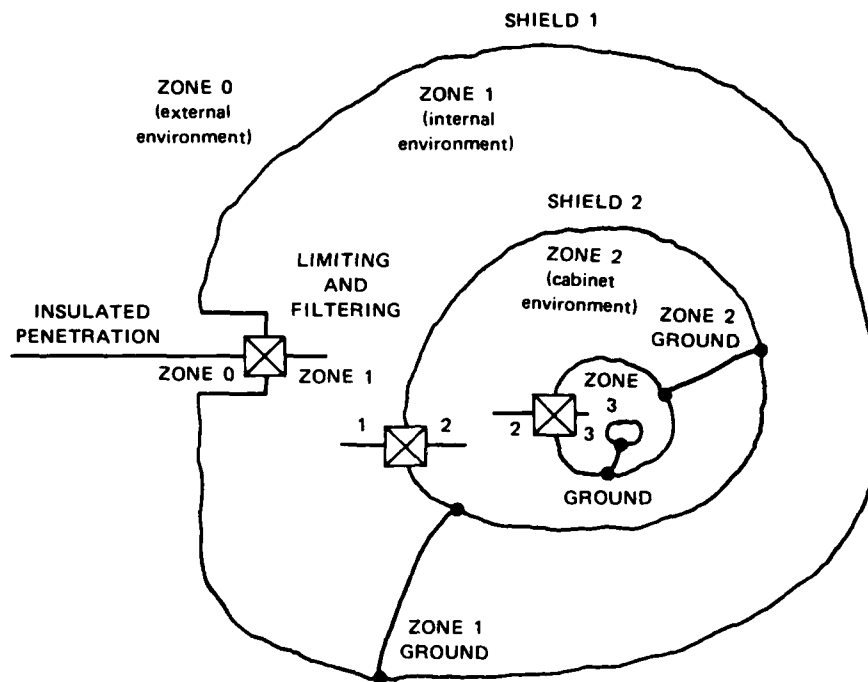 SHIELD 1
ZONE 0
(external
environment)
ZONE 1
(internal
environment)
SHIELD 2
ZONE 2
(cabinet
environment)
LIMITING
AND
FILTERING
INSULATED
PENETRATION
ZONE 0
ZONE 1
ZONE 2
GROUND
ZONE
3
1
2
2
3
GROUND
ZONE 1
GROUND